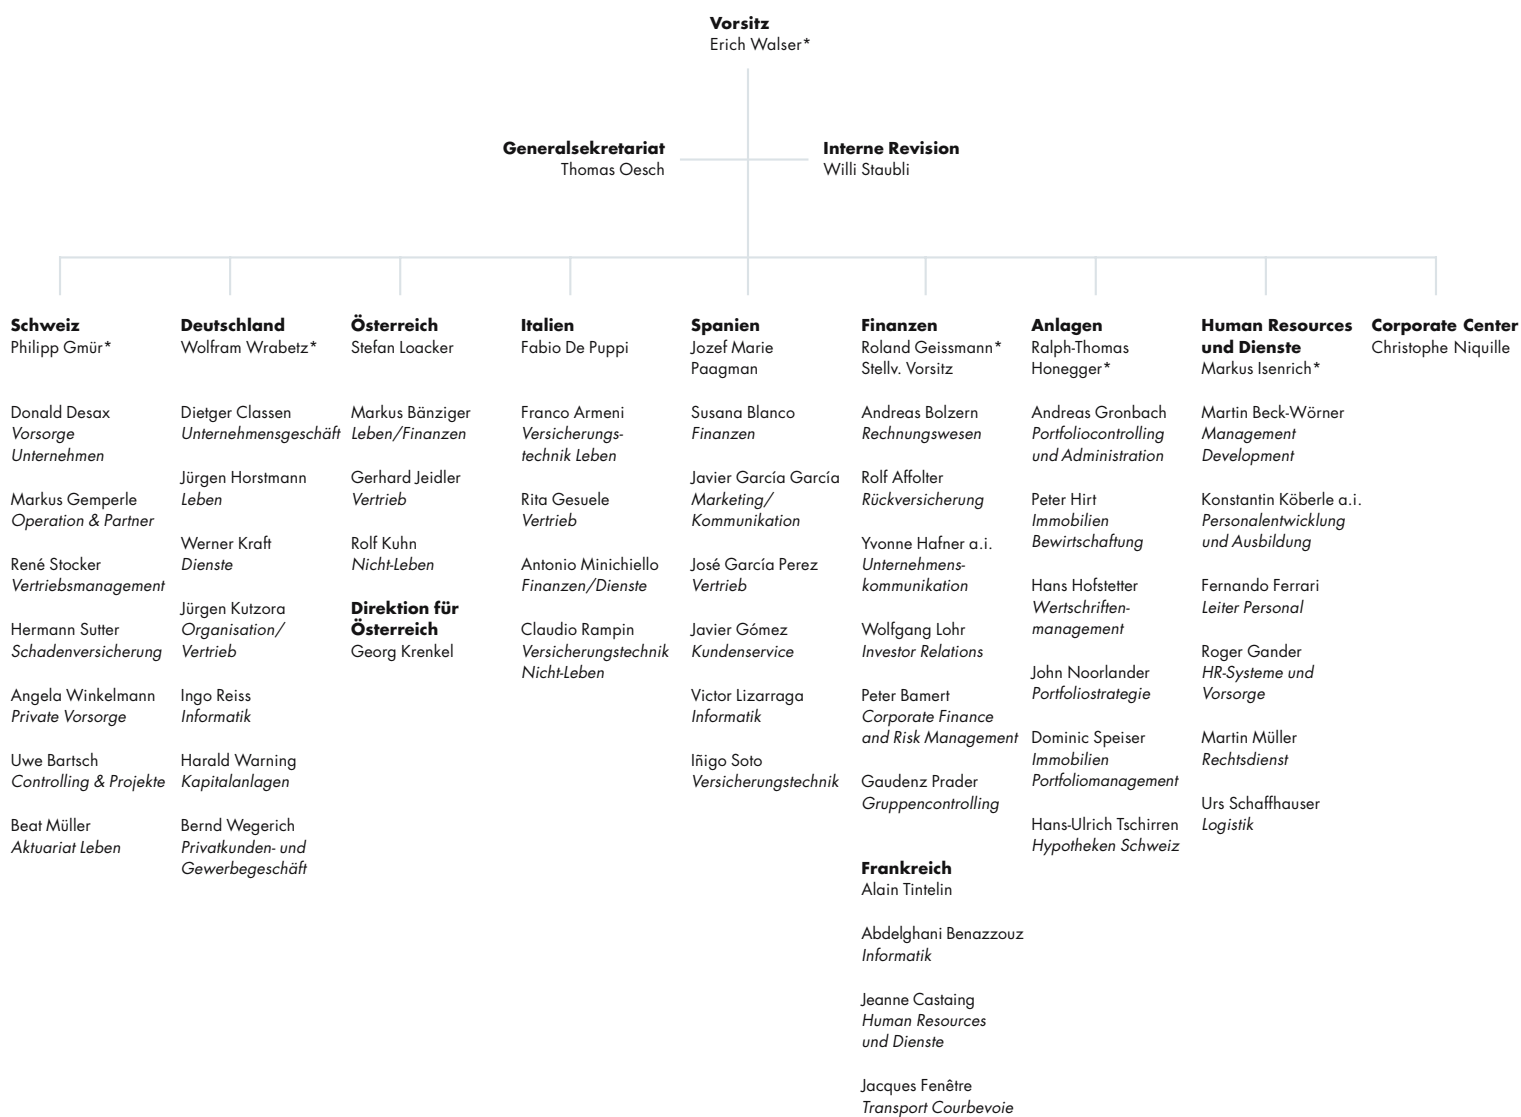 Vorsitz
Erich Walser*
Generalsekretariat
Thomas Oesch
Interne Revision
Willi Staubli
Schweiz
Philipp Gmür*
Donald Desax
Vorsorge
Unternehmen
Markus Gemperle
Operation & Partner
René Stocker
Vertriebsmanagement
Hermann Sutter
Schadenversicherung
Angela Winkelmann
Private Vorsorge
Uwe Bartsch
Controlling & Projekte
Beat Müller
Aktuariat Leben
Deutschland
Wolfram Wrabetz*
Dietger Classen
Unternehmensgeschäft
Jürgen Horstmann
Leben
Werner Kraft
Dienste
Jürgen Kutzora
Organisation/
Vertrieb
Ingo Reiss
Informatik
Harald Warning
Kapitalanlagen
Bernd Wegerich
Privatkunden- und
Gewerbegeschäft
Österreich
Stefan Loacker
Markus Bänziger
Leben/Finanzen
Gerhard Jeidler
Vertrieb
Rolf Kuhn
Nicht-Leben
Direktion für
Österreich
Georg Krenkel
Italien
Fabio De Puppi
Franco Armeni
Versicherungs-
technik Leben
Rita Gesuele
Vertrieb
Antonio Minichiello
Finanzen/Dienste
Claudio Rampin
Versicherungstechnik
Nicht-Leben
Spanien
Jozef Marie
Paagman
Susana Blanco
Finanzen
Javier García García
Marketing/
Kommunikation
José García Perez
Vertrieb
Javier Gómez
Kundenservice
Victor Lizarraga
Informatik
Iñigo Soto
Versicherungstechnik
Finanzen
Roland Geissmann*
Stellv. Vorsitz
Andreas Bolzern
Rechnungswesen
Rolf Affolter
Rückversicherung
Yvonne Hafner a.i.
Unternehmens-
kommunikation
Wolfgang Lohr
Investor Relations
Peter Bamert
Corporate Finance
and Risk Management
Gaudenz Prader
Gruppencontrolling
Frankreich
Alain Tintelin
Abdelghani Benazzouz
Informatik
Jeanne Castaing
Human Resources
und Dienste
Jacques Fenêtre
Transport Courbevoie
Anlagen
Ralph-Thomas
Honegger*
Andreas Gronbach
Portfoliocontrolling
und Administration
Peter Hirt
Immobilien
Bewirtschaftung
Hans Hofstetter
Wertschriften-
management
John Noorlander
Portfoliostrategie
Dominic Speiser
Immobilien
Portfoliomanagement
Hans-Ulrich Tschirren
Hypotheken Schweiz
Human Resources
und Dienste
Markus Isenrich*
Martin Beck-Wörner
Management
Development
Konstantin Köberle a.i.
Personalentwicklung
und Ausbildung
Fernando Ferrari
Leiter Personal
Roger Gander
HR-Systeme und
Vorsorge
Martin Müller
Rechtsdienst
Urs Schaffhauser
Logistik
Corporate Center
Christophe Niquille